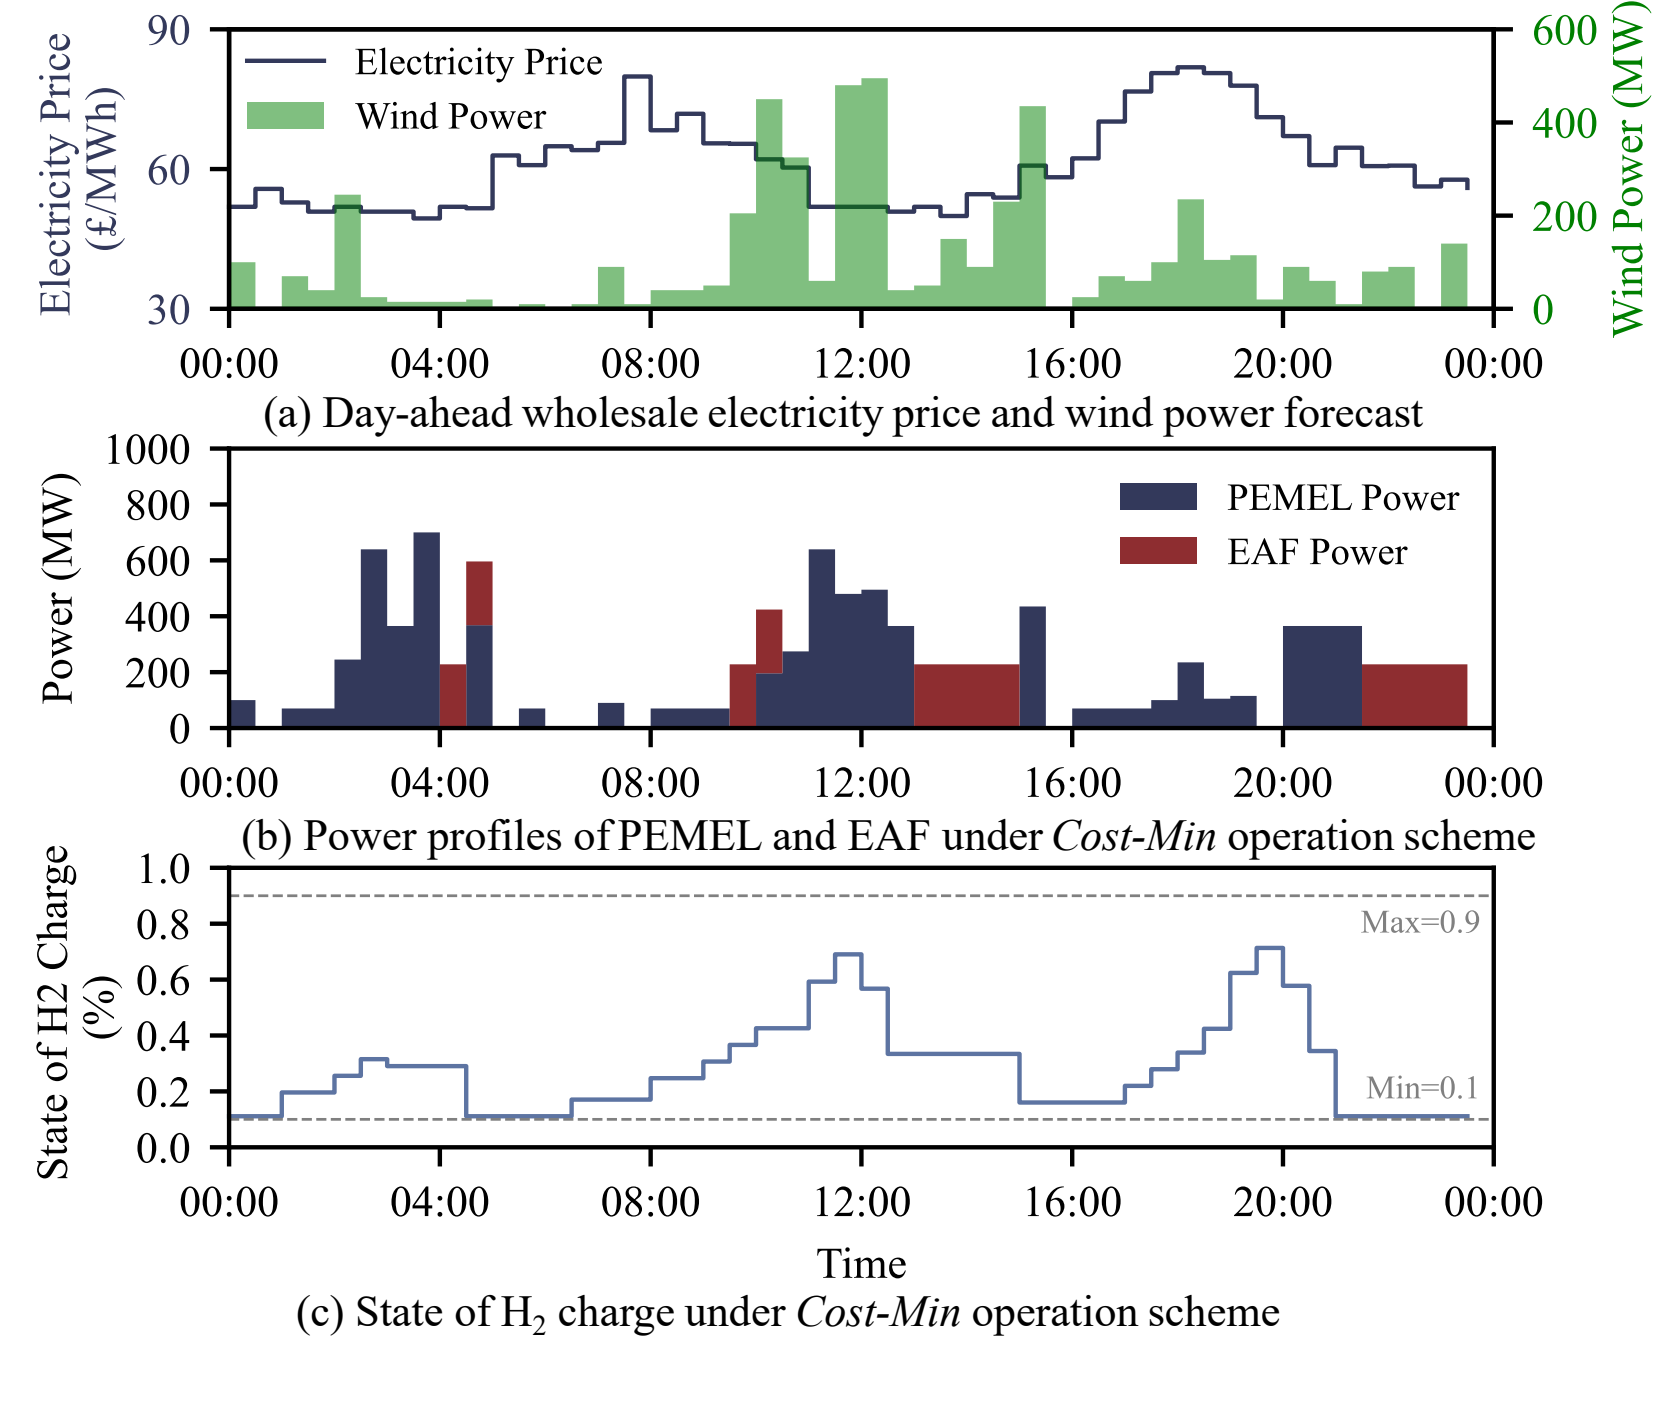 Electricity Price
(£/MWh)
90
60
30
Electricity Price
Wind Power
600
400
200
0
Wind Power (MW)
00:00 04:00 08:00 12:00 16:00 20:00 00:00
(a) Day-ahead wholesale electricity price and wind power forecast
Power (MW)
1000
800
600
400
200
0
PEMEL Power
EAF Power
00:00 04:00 08:00 12:00 16:00 20:00 00:00
(b) Power profiles of PEMEL and EAF under Cost-Min operation scheme
State of H2 Charge
(%)
1.0
0.8
0.6
0.4
0.2
0.0
Max=0.9
Min=0.1
00:00 04:00 08:00 12:00 16:00 20:00 00:00
Time
(c) State of H₂ charge under Cost-Min operation scheme